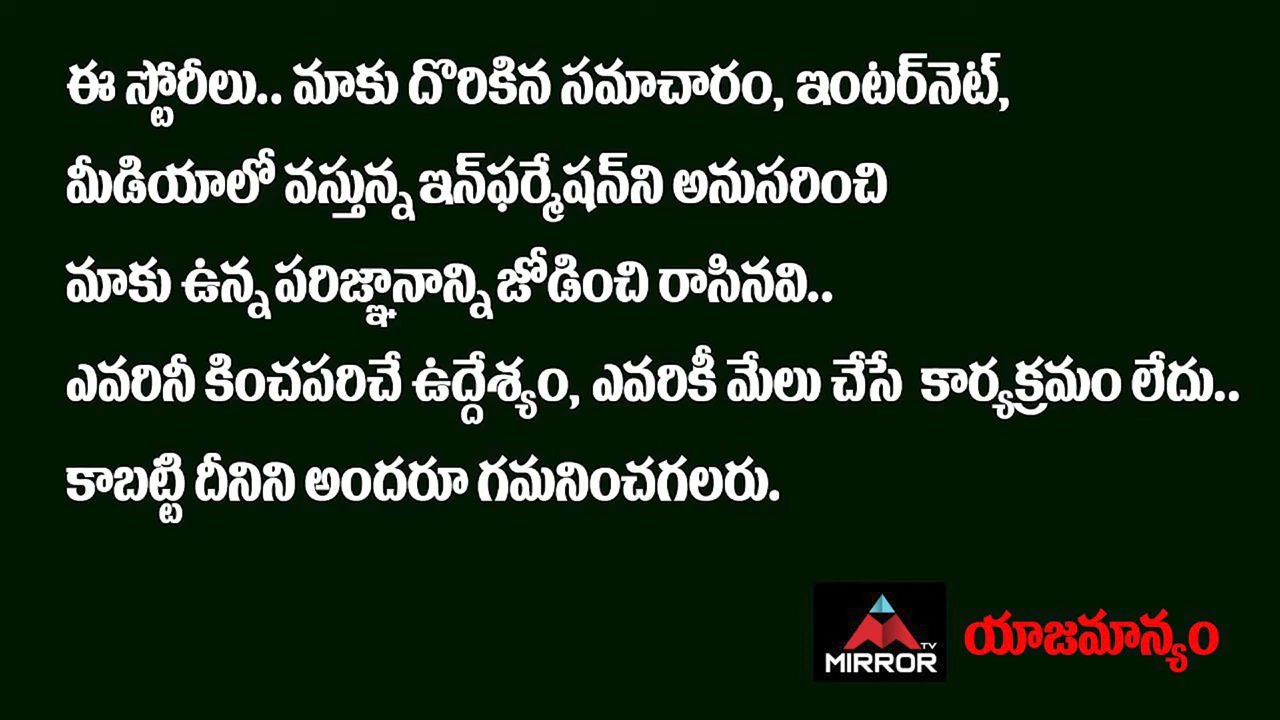 ఈ స్టోరీలు.. మాకు దొరికిన సమాచారం, ఇంటర్‌నెట్,
మీడియాలో వస్తున్న ఇన్‌ఫర్మేషన్‌ని అనుసరించి
మాకు ఉన్న పరిజ్ఞానాన్ని జోడించి రాసినవి..
ఎవరినీ కించపరిచే ఉద్దేశ్యం, ఎవరికీ మేలు చేసే కార్యక్రమం లేదు..
కాబట్టి దీనిని అందరూ గమనించగలరు.
TV
MIRROR
యాజమాన్యం